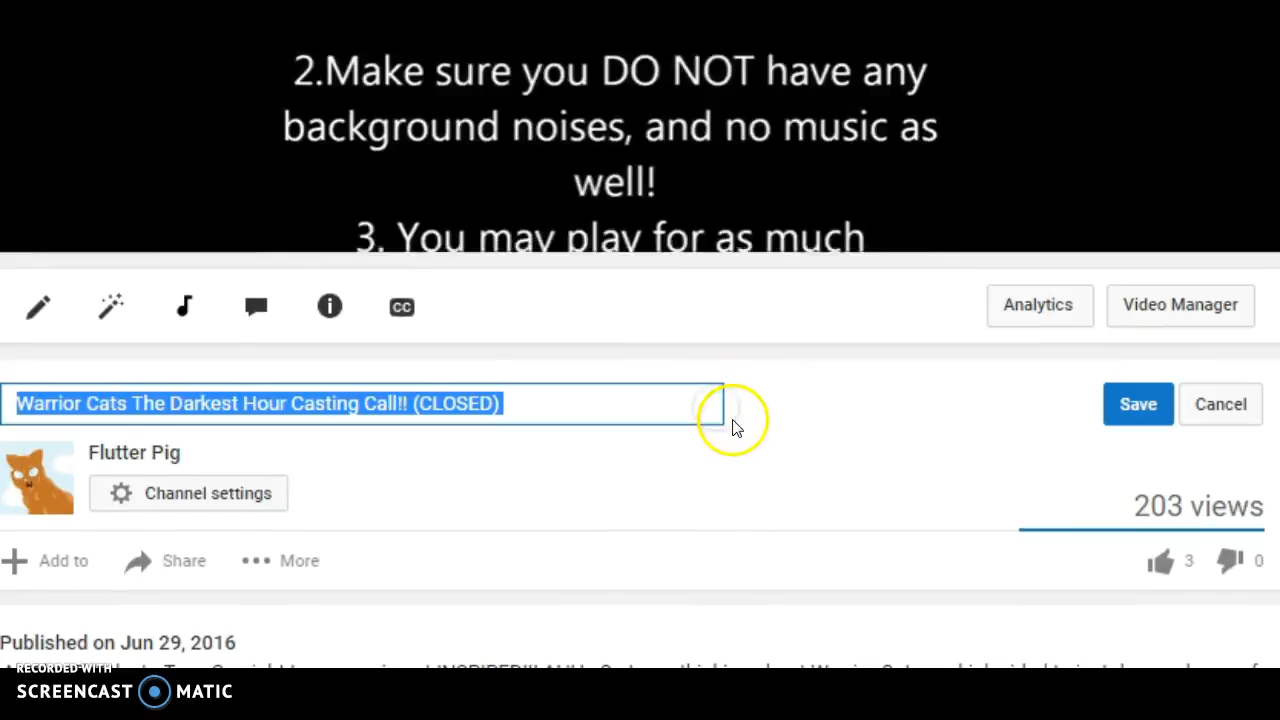 2.Make sure you DO NOT have any
background noises, and no music as
well!
3. You may play for as much
CC
Analytics
Video Manager
Warrior Cats The Darkest Hour Casting Call!! (CLOSED)
Save
Cancel
Flutter Pig
Channel settings
203 views
Add to
Share
More
3
0
Published on Jun 29, 2016
RECORDED WITH
SCREENCAST MATIC